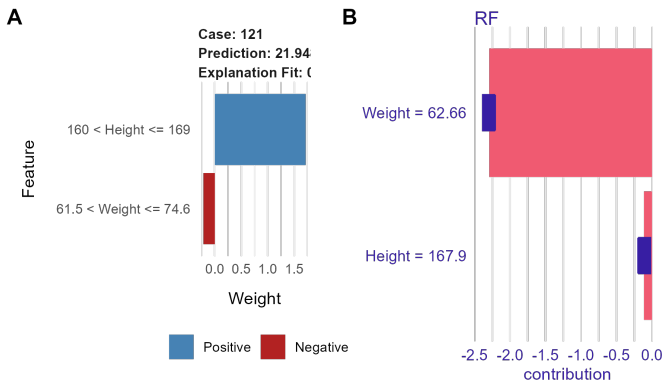 A
Case: 121
Prediction: 21.94
Explanation Fit:
Feature
160 < Height <= 169
61.5 < Weight <= 74.6
0.0 0.5 1.0 1.5
Weight
Positive Negative
B
RF
Weight = 62.66
Height = 167.9
-2.5 -2.0 -1.5 -1.0 -0.5 0.0
contribution